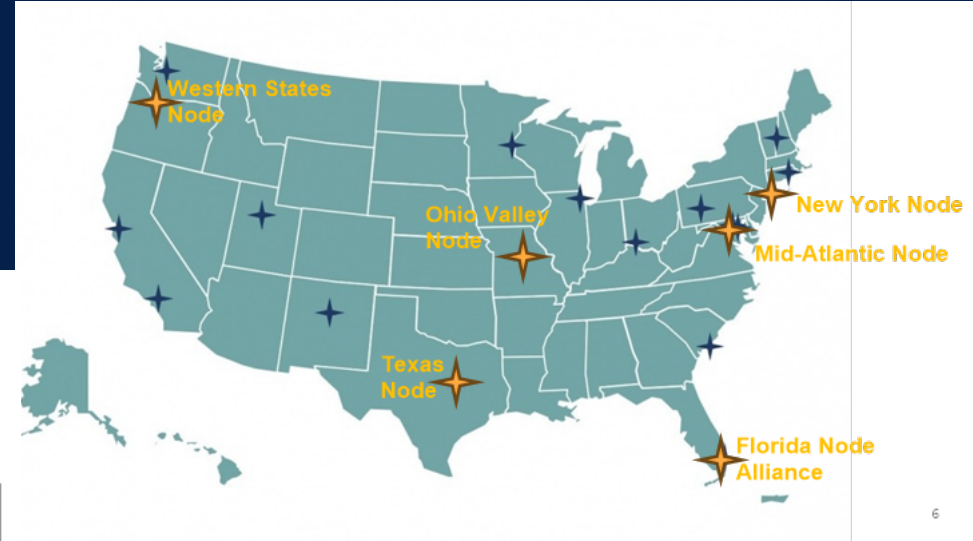 Western States
Node
Ohio Valley
Node
New York Node
Mid-Atlantic Node
Texas
Node
Florida Node
Alliance
6